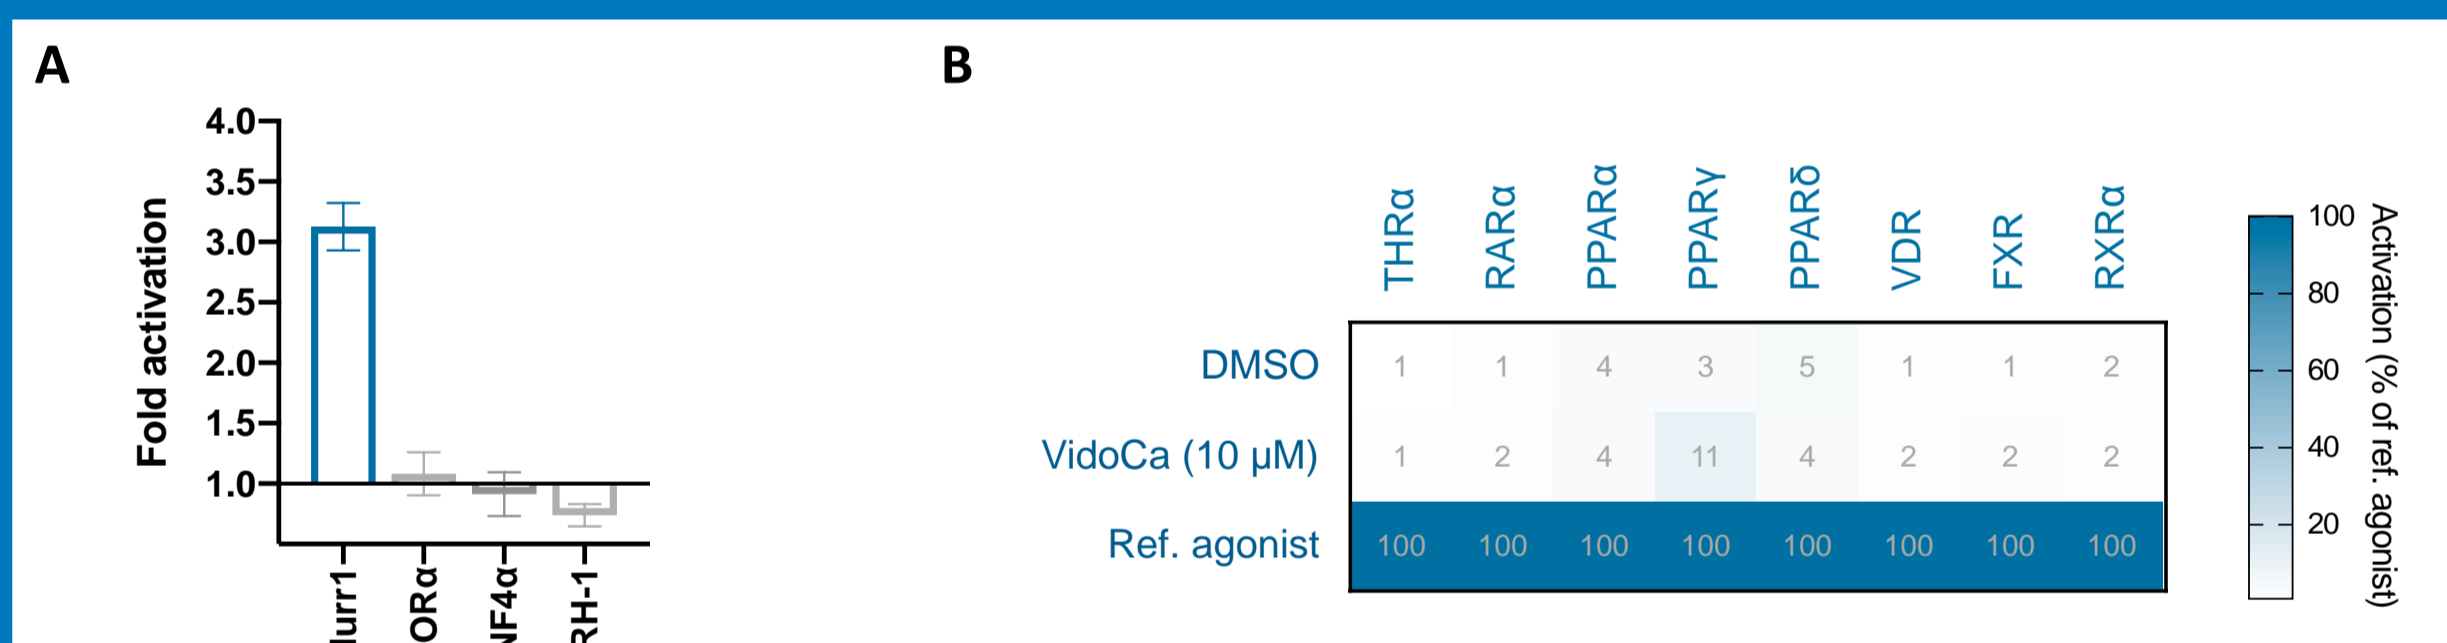 A
B
4.0
3.5
3.0
2.5
2.0
1.5
1.0
Fold activation
THRα RARα PPARα PPARγ PPARδ VDR FXR RXRα
DMSO 1 1 4 3 5 1 1 2
VidoCa (10 µM) 1 2 4 11 4 2 2 2
Ref. agonist 100 100 100 100 100 100 100 100
100
80
60
40
20
Activation (% of ref. agonist)